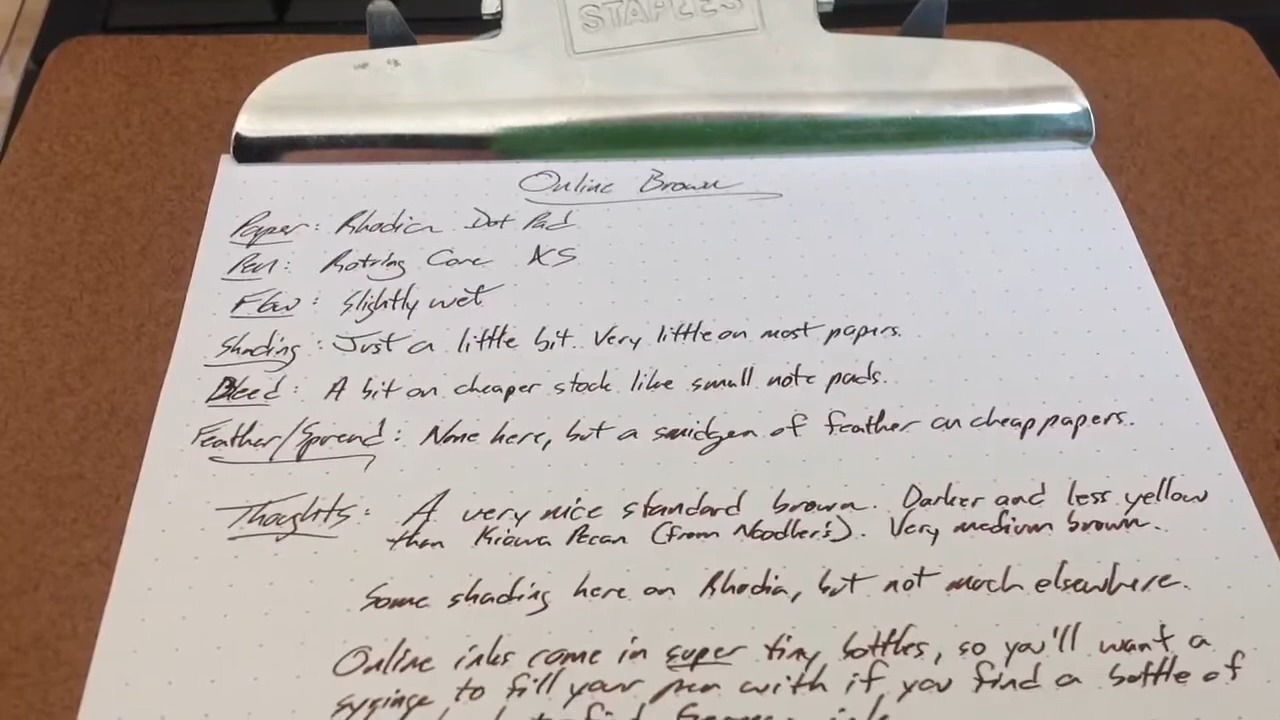 STAPLES
Online Brown
Paper: Rhodia Dot Pad
Pen: Rotring Core XS
Flow: Slightly wet
Shading: Just a little bit. Very little on most papers.
Bleed: A bit on cheaper stock like small note pads.
Feather/Spread: None here, but a smidgen of feather on cheap papers.
Thoughts: A very nice standard brown. Darker and less yellow
than Kiowa Pecan (from Noodler's). Very medium brown.
Some shading here on Rhodia, but not much elsewhere.
Online inks come in super tiny bottles, so you'll want a
syringe to fill your pen with if you find a bottle of
to find ink